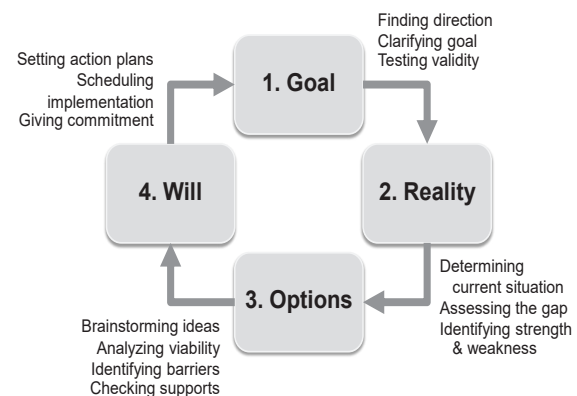 1. Goal
Finding direction
Clarifying goal
Testing validity
2. Reality
Determining
current situation
Assessing the gap
Identifying strength
& weakness
3. Options
Brainstorming ideas
Analyzing viability
Identifying barriers
Checking supports
4. Will
Setting action plans
Scheduling
implementation
Giving commitment